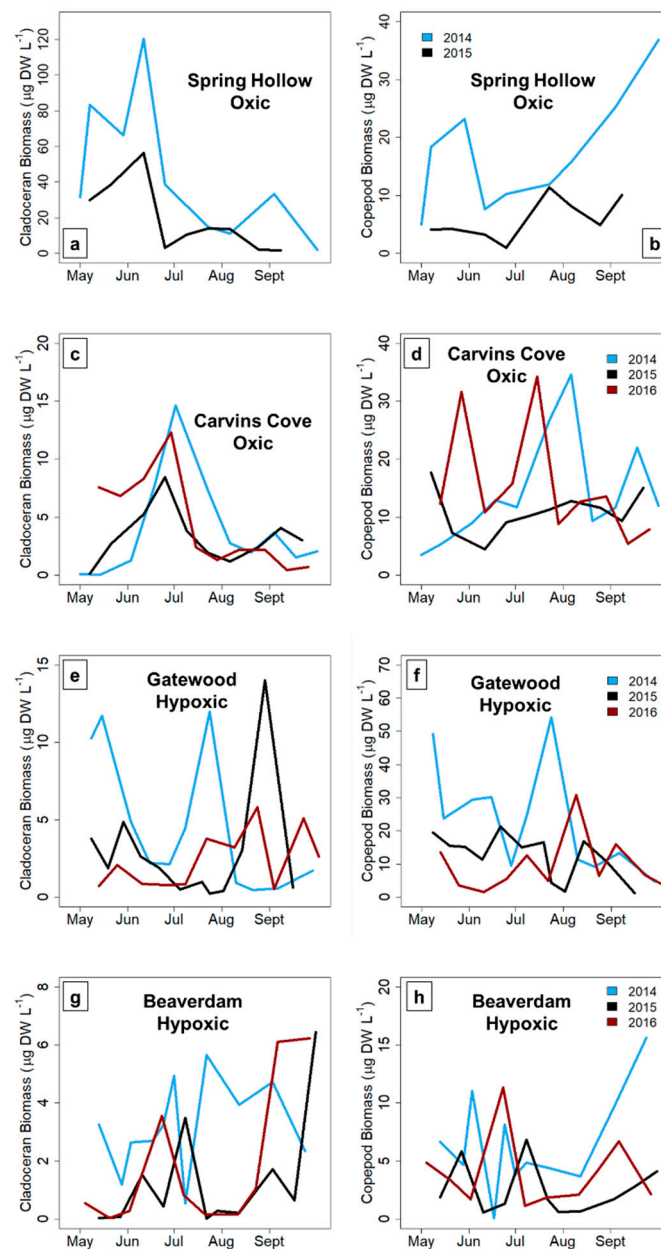 Cladoceran Biomass (µg DW L⁻¹)
120
100
80
60
40
20
0
Spring Hollow
Oxic
a
May Jun Jul Aug Sept
Copepod Biomass (µg DW L⁻¹)
40
30
20
10
0
2014
2015
Spring Hollow
Oxic
b
May Jun Jul Aug Sept
Cladoceran Biomass (µg DW L⁻¹)
20
15
10
5
0
c
Carvins Cove
Oxic
May Jun Jul Aug Sept
Copepod Biomass (µg DW L⁻¹)
40
30
20
10
0
d
Carvins Cove
Oxic
2014
2015
2016
May Jun Jul Aug Sept
Cladoceran Biomass (µg DW L⁻¹)
15
10
5
0
e
Gatewood
Hypoxic
May Jun Jul Aug Sept
Copepod Biomass (µg DW L⁻¹)
70
60
50
40
30
20
10
0
f
Gatewood
Hypoxic
2014
2015
2016
May Jun Jul Aug Sept
Cladoceran Biomass (µg DW L⁻¹)
8
6
4
2
0
g
Beaverdam
Hypoxic
May Jun Jul Aug Sept
Copepod Biomass (µg DW L⁻¹)
20
15
10
5
0
h
Beaverdam
Hypoxic
2014
2015
2016
May Jun Jul Aug Sept